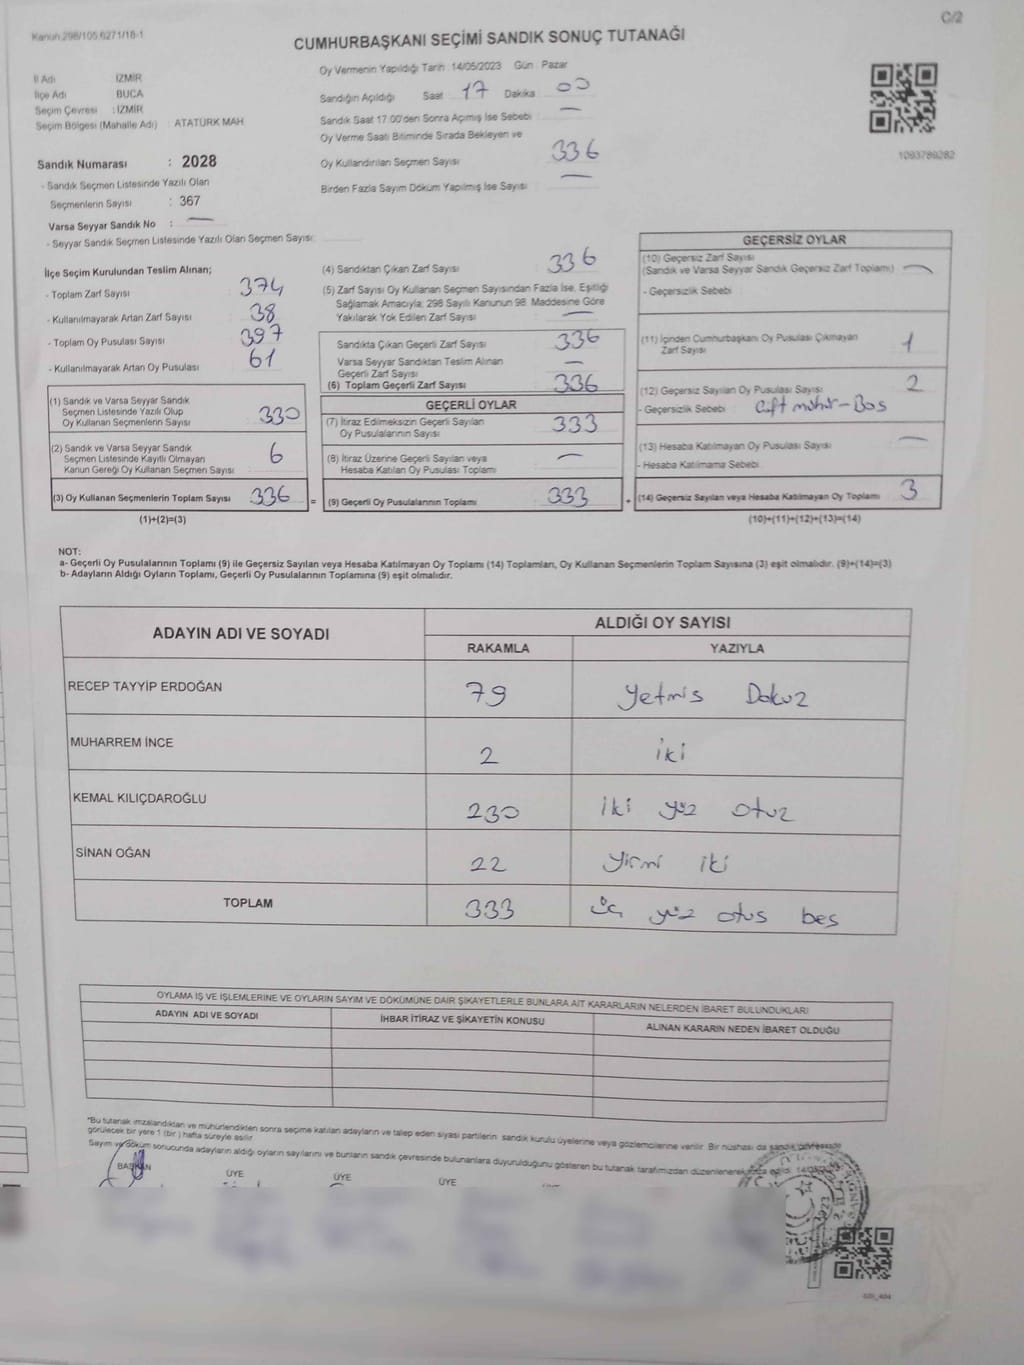 C/2
Kanun.298/105,6271/18-1
CUMHURBAŞKANI SEÇİMİ SANDIK SONUÇ TUTANAĞI
İl Adı : İZMİR
İlçe Adı : BUCA
Seçim Çevresi : İZMİR
Seçim Bölgesi (Mahalle Adı) : ATATÜRK MAH.
Sandık Numarası : 2028
- Sandık Seçmen Listesinde Yazılı Olan
Seçmenlerin Sayısı : 367
Varsa Seyyar Sandık No : —
- Seyyar Sandık Seçmen Listesinde Yazılı Olan Seçmen Sayısı:
Oy Vermenin Yapıldığı Tarih :14/05/2023 Gün : Pazar
Sandığın Açıldığı Saat : 17 Dakika 00
Sandık Saat 17:00'den Sonra Açımış İse Sebebi : —
Oy Verme Saati Bitiminde Sırada Bekleyen ve
Oy Kullandırılan Seçmen Sayısı : 336
Birden Fazla Sayım Döküm Yapılmış İse Sayısı : —
1093789282
İlçe Seçim Kurulundan Teslim Alınan;
- Toplam Zarf Sayısı : 374
- Kullanılmayarak Artan Zarf Sayısı : 38
- Toplam Oy Pusulası Sayısı : 397
- Kullanılmayarak Artan Oy Pusulası : 61
(1) Sandık ve Varsa Seyyar Sandık
Seçmen Listesinde Yazılı Olup
Oy Kullanan Seçmenlerin Sayısı : 330
(2) Sandık ve Varsa Seyyar Sandık
Seçmen Listesinde Kayıtlı Olmayan
Kanun Gereği Oy Kullanan Seçmen Sayısı : 6
(3) Oy Kullanan Seçmenlerin Toplam Sayısı : 336 =
(1)+(2)=(3)
(4) Sandıktan Çıkan Zarf Sayısı : 336
(5) Zarf Sayısı Oy Kullanan Seçmen Sayısından Fazla İse, Eşitliği
Sağlamak Amacıyla; 298 Sayılı Kanunun 98. Maddesine Göre
Yakılarak Yok Edilen Zarf Sayısı : —
Sandıkta Çıkan Geçerli Zarf Sayısı : 336
Varsa Seyyar Sandıktan Teslim Alınan
Geçerli Zarf Sayısı : —
(6) Toplam Geçerli Zarf Sayısı : 336
GEÇERLİ OYLAR
(7) İtiraz Edilmeksizin Geçerli Sayılan
Oy Pusulalarının Sayısı : 333
(8) İtiraz Üzerine Geçerli Sayılan veya
Hesaba Katılan Oy Pusulası Toplamı : —
(9) Geçerli Oy Pusulalarının Toplamı : 333 +
GEÇERSİZ OYLAR
(10) Geçersiz Zarf Sayısı
(Sandık ve Varsa Seyyar Sandık Geçersiz Zarf Toplamı) : —
- Geçersizlik Sebebi :
(11) İçinden Cumhurbaşkanı Oy Pusulası Çıkmayan
Zarf Sayısı : 1
(12) Geçersiz Sayılan Oy Pusulası Sayısı : 2
- Geçersizlik Sebebi : Çift mühür-Boş
(13) Hesaba Katılmayan Oy Pusulası Sayısı : —
- Hesaba Katılmama Sebebi :
(14) Geçersiz Sayılan veya Hesaba Katılmayan Oy Toplamı : 3
(10)+(11)+(12)+(13)=(14)
NOT:
a- Geçerli Oy Pusulalarının Toplamı (9) ile Geçersiz Sayılan veya Hesaba Katılmayan Oy Toplamı (14) Toplamları, Oy Kullanan Seçmenlerin Toplam Sayısına (3) eşit olmalıdır. (9)+(14)=(3)
b- Adayların Aldığı Oyların Toplamı, Geçerli Oy Pusulalarının Toplamına (9) eşit olmalıdır.
ADAYIN ADI VE SOYADI ALDIĞI OY SAYISI
RAKAMLA YAZIYLA
RECEP TAYYİP ERDOĞAN 79 Yetmis Dokuz
MUHARREM İNCE 2 iki
KEMAL KILIÇDAROĞLU 230 iki yüz otuz
SİNAN OĞAN 22 yirmi iki
TOPLAM 333 üç yüz otus bes
OYLAMA İŞ VE İŞLEMLERİNE VE OYLARIN SAYIM VE DÖKÜMÜNE DAİR ŞİKAYETLERLE BUNLARA AİT KARARLARIN NELERDEN İBARET BULUNDUKLARI
ADAYIN ADI VE SOYADI İHBAR İTİRAZ VE ŞİKAYETİN KONUSU ALINAN KARARIN NEDEN İBARET OLDUĞU
"Bu tutanak imzalandıktan ve mühürlendikten sonra seçime katılan adayların ve talep eden siyasi partilerin sandık kurulu üyelerine veya gözlemcilerine verilir. Bir nüshası da sandık çevresinde
görülecek bir yere 1 (bir ) hafta süreyle asılır.
Sayım ve döküm sonucunda adayların aldığı oyların sayılarını ve bunların sandık çevresinde bulunanlara duyurulduğunu gösteren bu tutanak tarafımızdan düzenlenerek
BAŞKAN ÜYE ÜYE ÜYE